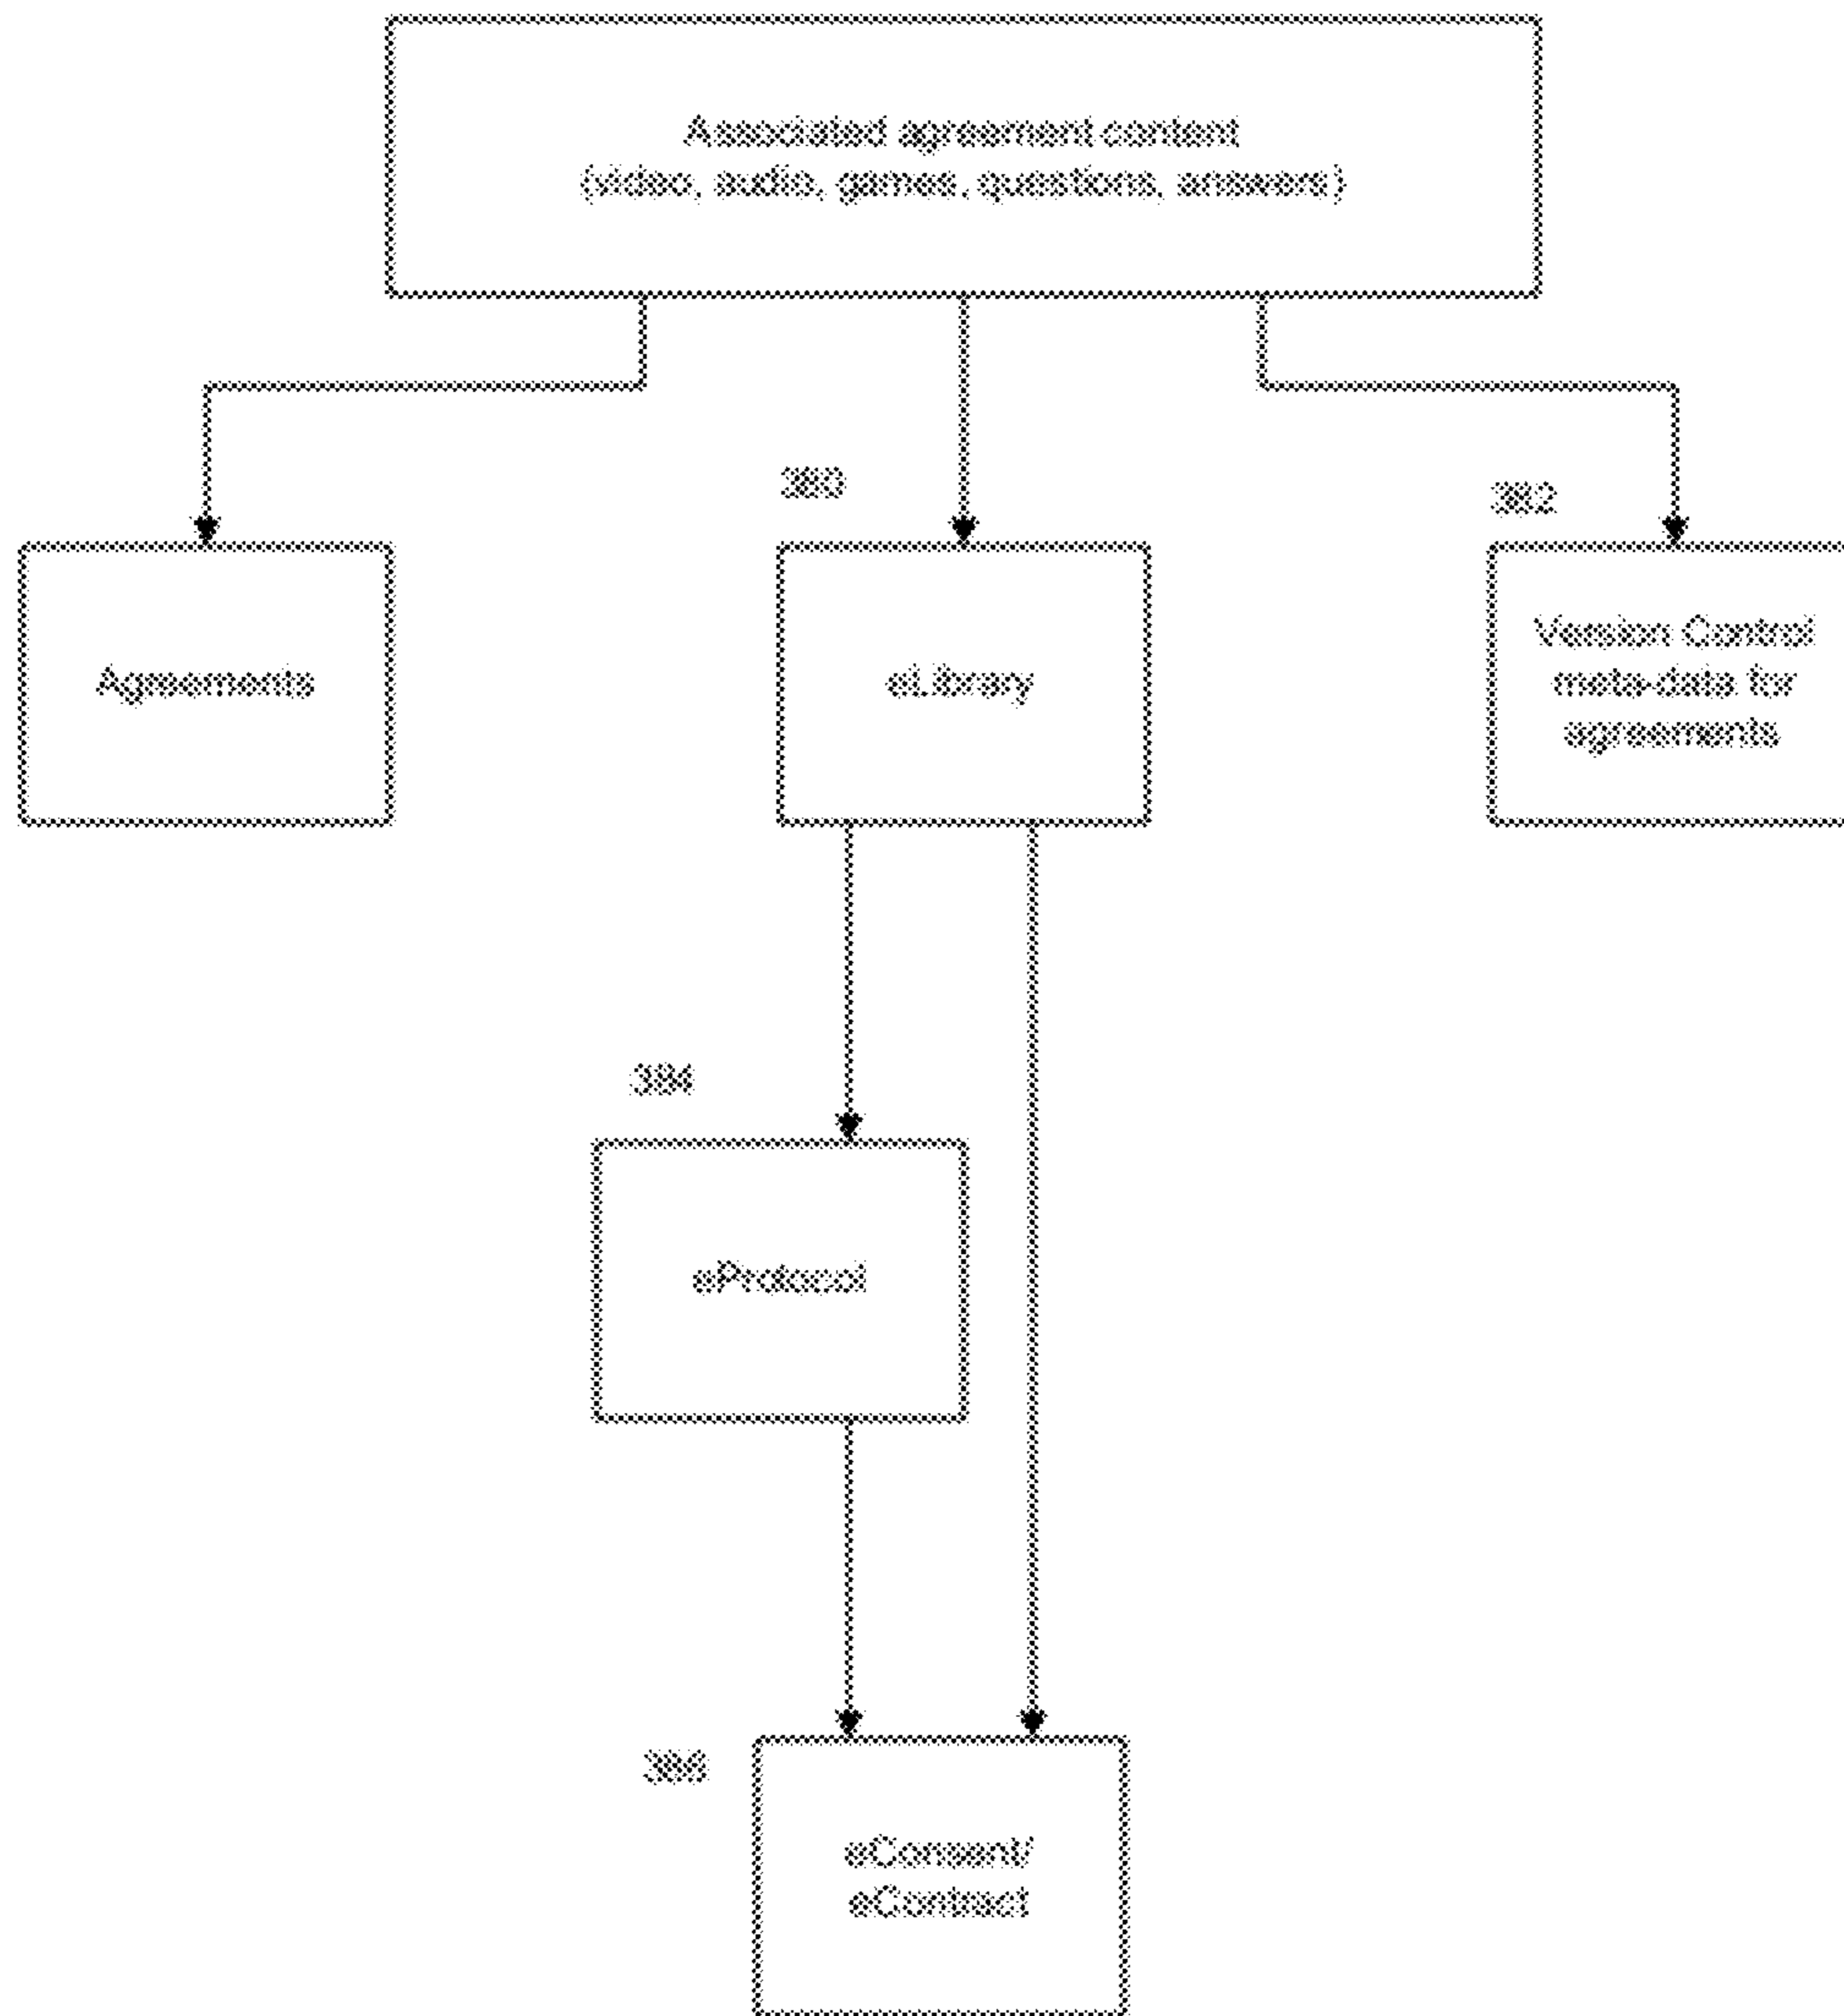 Associated agreement content
(video, audio, games, questions, answers)
380
382
Agreements
eLibrary
Version Control
meta-data for
agreements
384
eProtocol
386
eConsent/
eContract